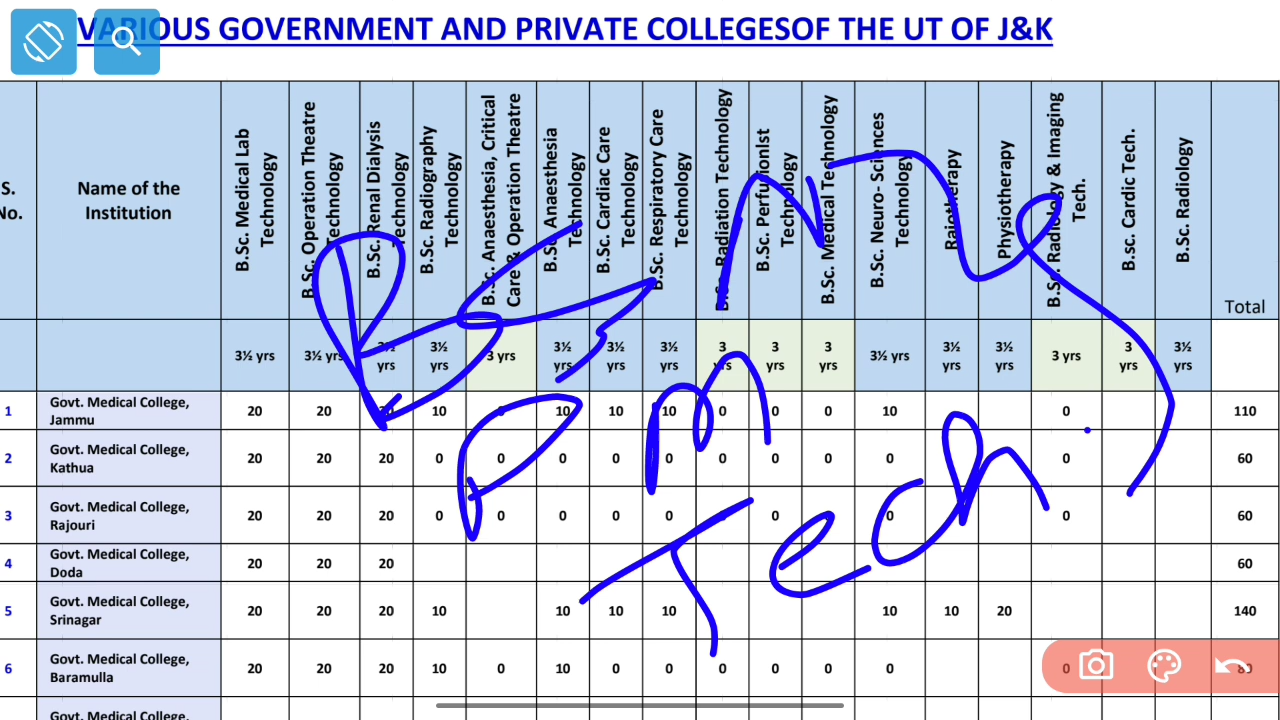 VARIOUS GOVERNMENT AND PRIVATE COLLEGESOF THE UT OF J&K
S. No. Name of the Institution B.Sc. Medical Lab Technology B.Sc. Operation Theatre Technology B.Sc. Renal Dialysis Technology B.Sc. Radiography Technology B.Sc. Anaesthesia, Critical Care & Operation Theatre B.Sc. Anaesthesia Technology B.Sc. Cardiac Care Technology B.Sc. Respiratory Care Technology B.Sc. Radiation Technology B.Sc. Perfusionist Technology B.Sc. Medical Technology B.Sc. Neuro- Sciences Technology Physiotherapy B.Sc. Radiology & Imaging Tech. B.sc. Cardic Tech. B.Sc. Radiology Total
3½ yrs 3½ yrs 3½ yrs 3½ yrs 3 yrs 3½ yrs 3½ yrs 3½ yrs 3 yrs 3 yrs 3 yrs 3½ yrs 3½ yrs 3½ yrs 3 yrs 3 yrs 3½ yrs
1 Govt. Medical College, Jammu 20 20 20 10 0 10 10 10 0 0 0 10 0 110
2 Govt. Medical College, Kathua 20 20 20 0 0 0 0 0 0 0 0 0 0 60
3 Govt. Medical College, Rajouri 20 20 20 0 0 0 0 0 0 0 0 0 0 60
4 Govt. Medical College, Doda 20 20 20 60
5 Govt. Medical College, Srinagar 20 20 20 10 10 10 10 10 10 20 140
6 Govt. Medical College, Baramulla 20 20 20 10 0 10 0 0 0 0 0 0 0 80
Govt. Medical College,
Tech